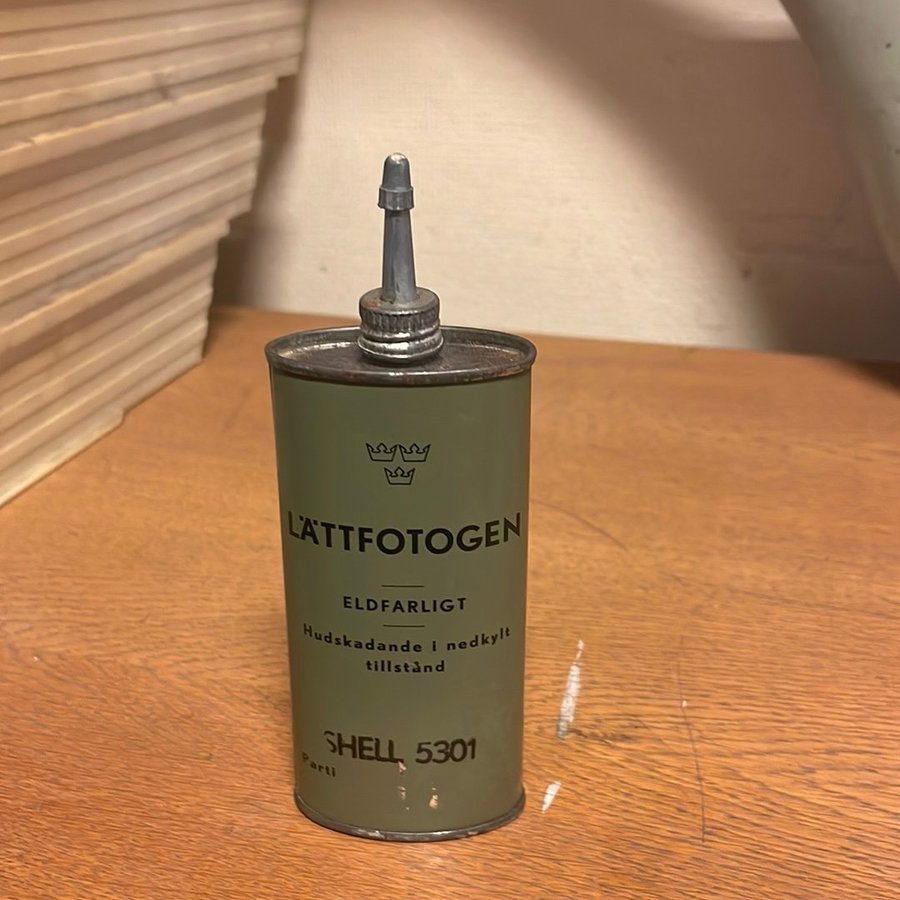 LÄTTFOTOGEN
ELDFARLIGT
Hudskadande i nedkylt
tillstånd
SHELL 5301
Parti